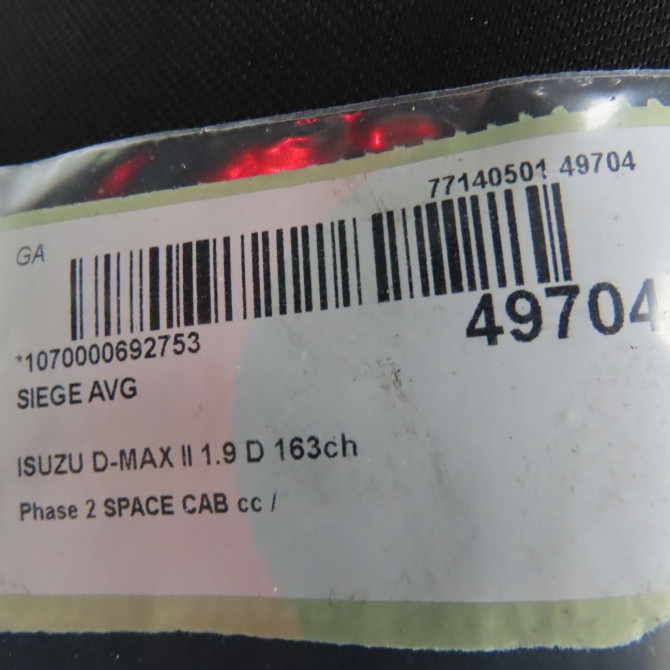 77140501 49704
GA
49704
*1070000692753
SIEGE AVG
ISUZU D-MAX II 1.9 D 163ch
Phase 2 SPACE CAB cc /